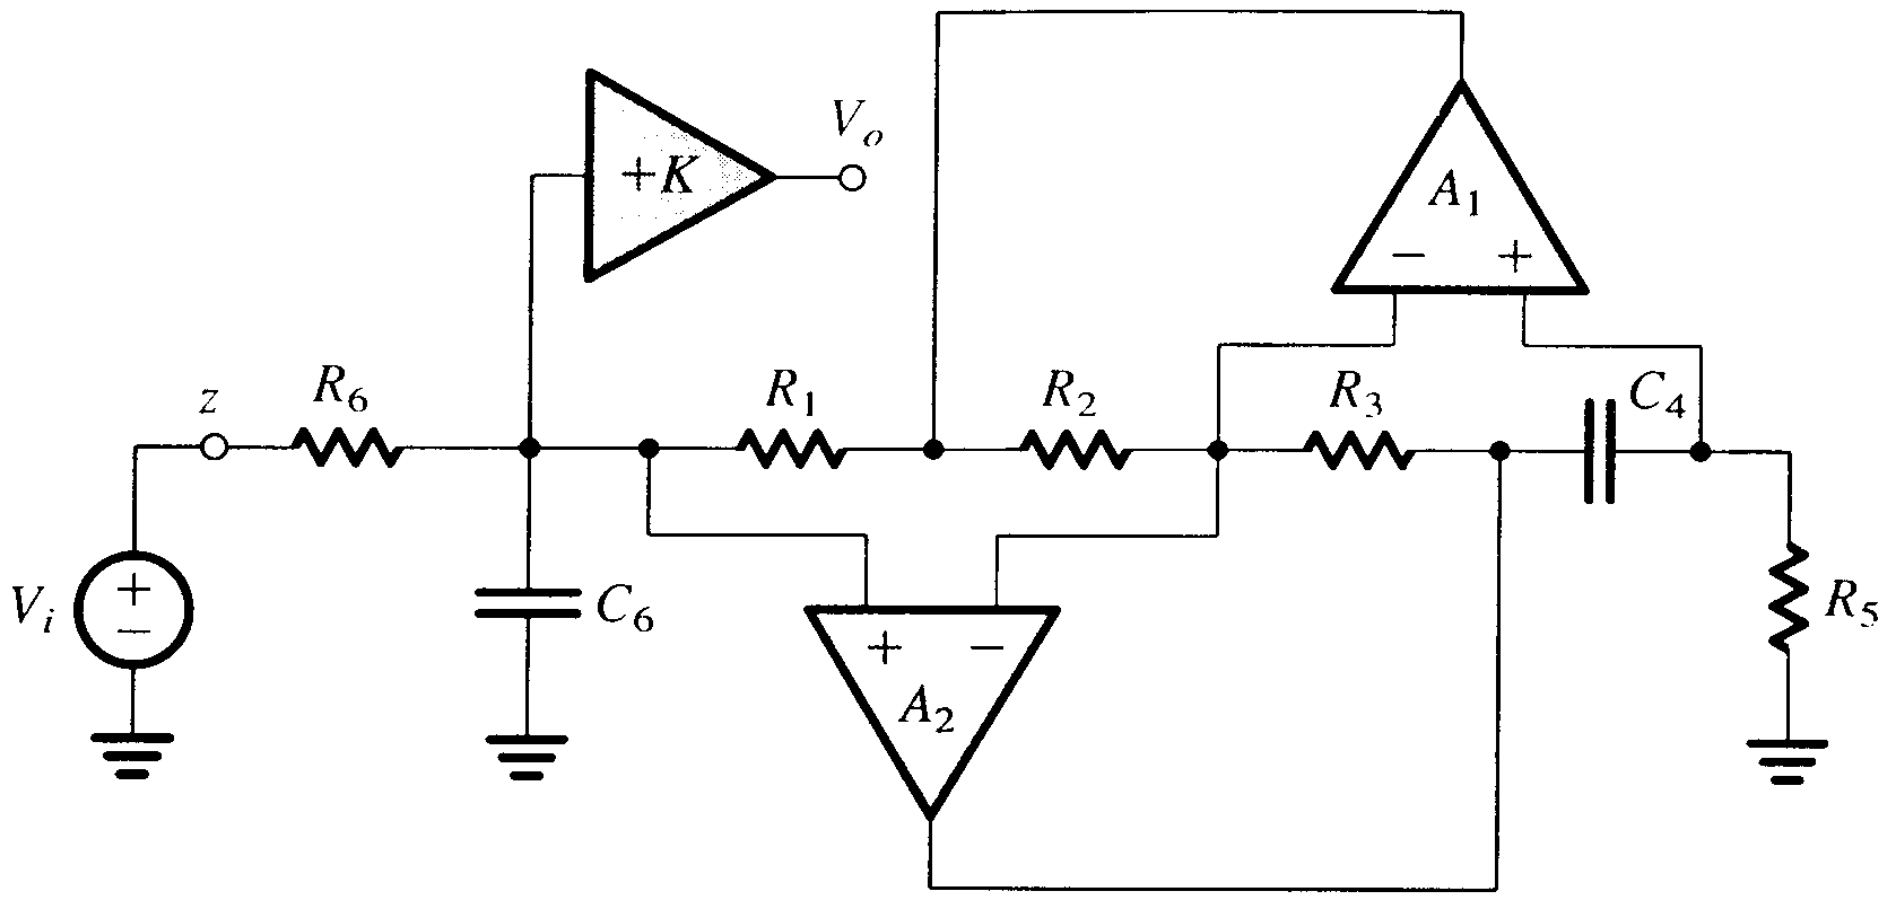 +K
V_o
A_1
− +
z
R_6
R_1
R_2
R_3
C_4
V_i
+
−
C_6
+ −
A_2
R_5